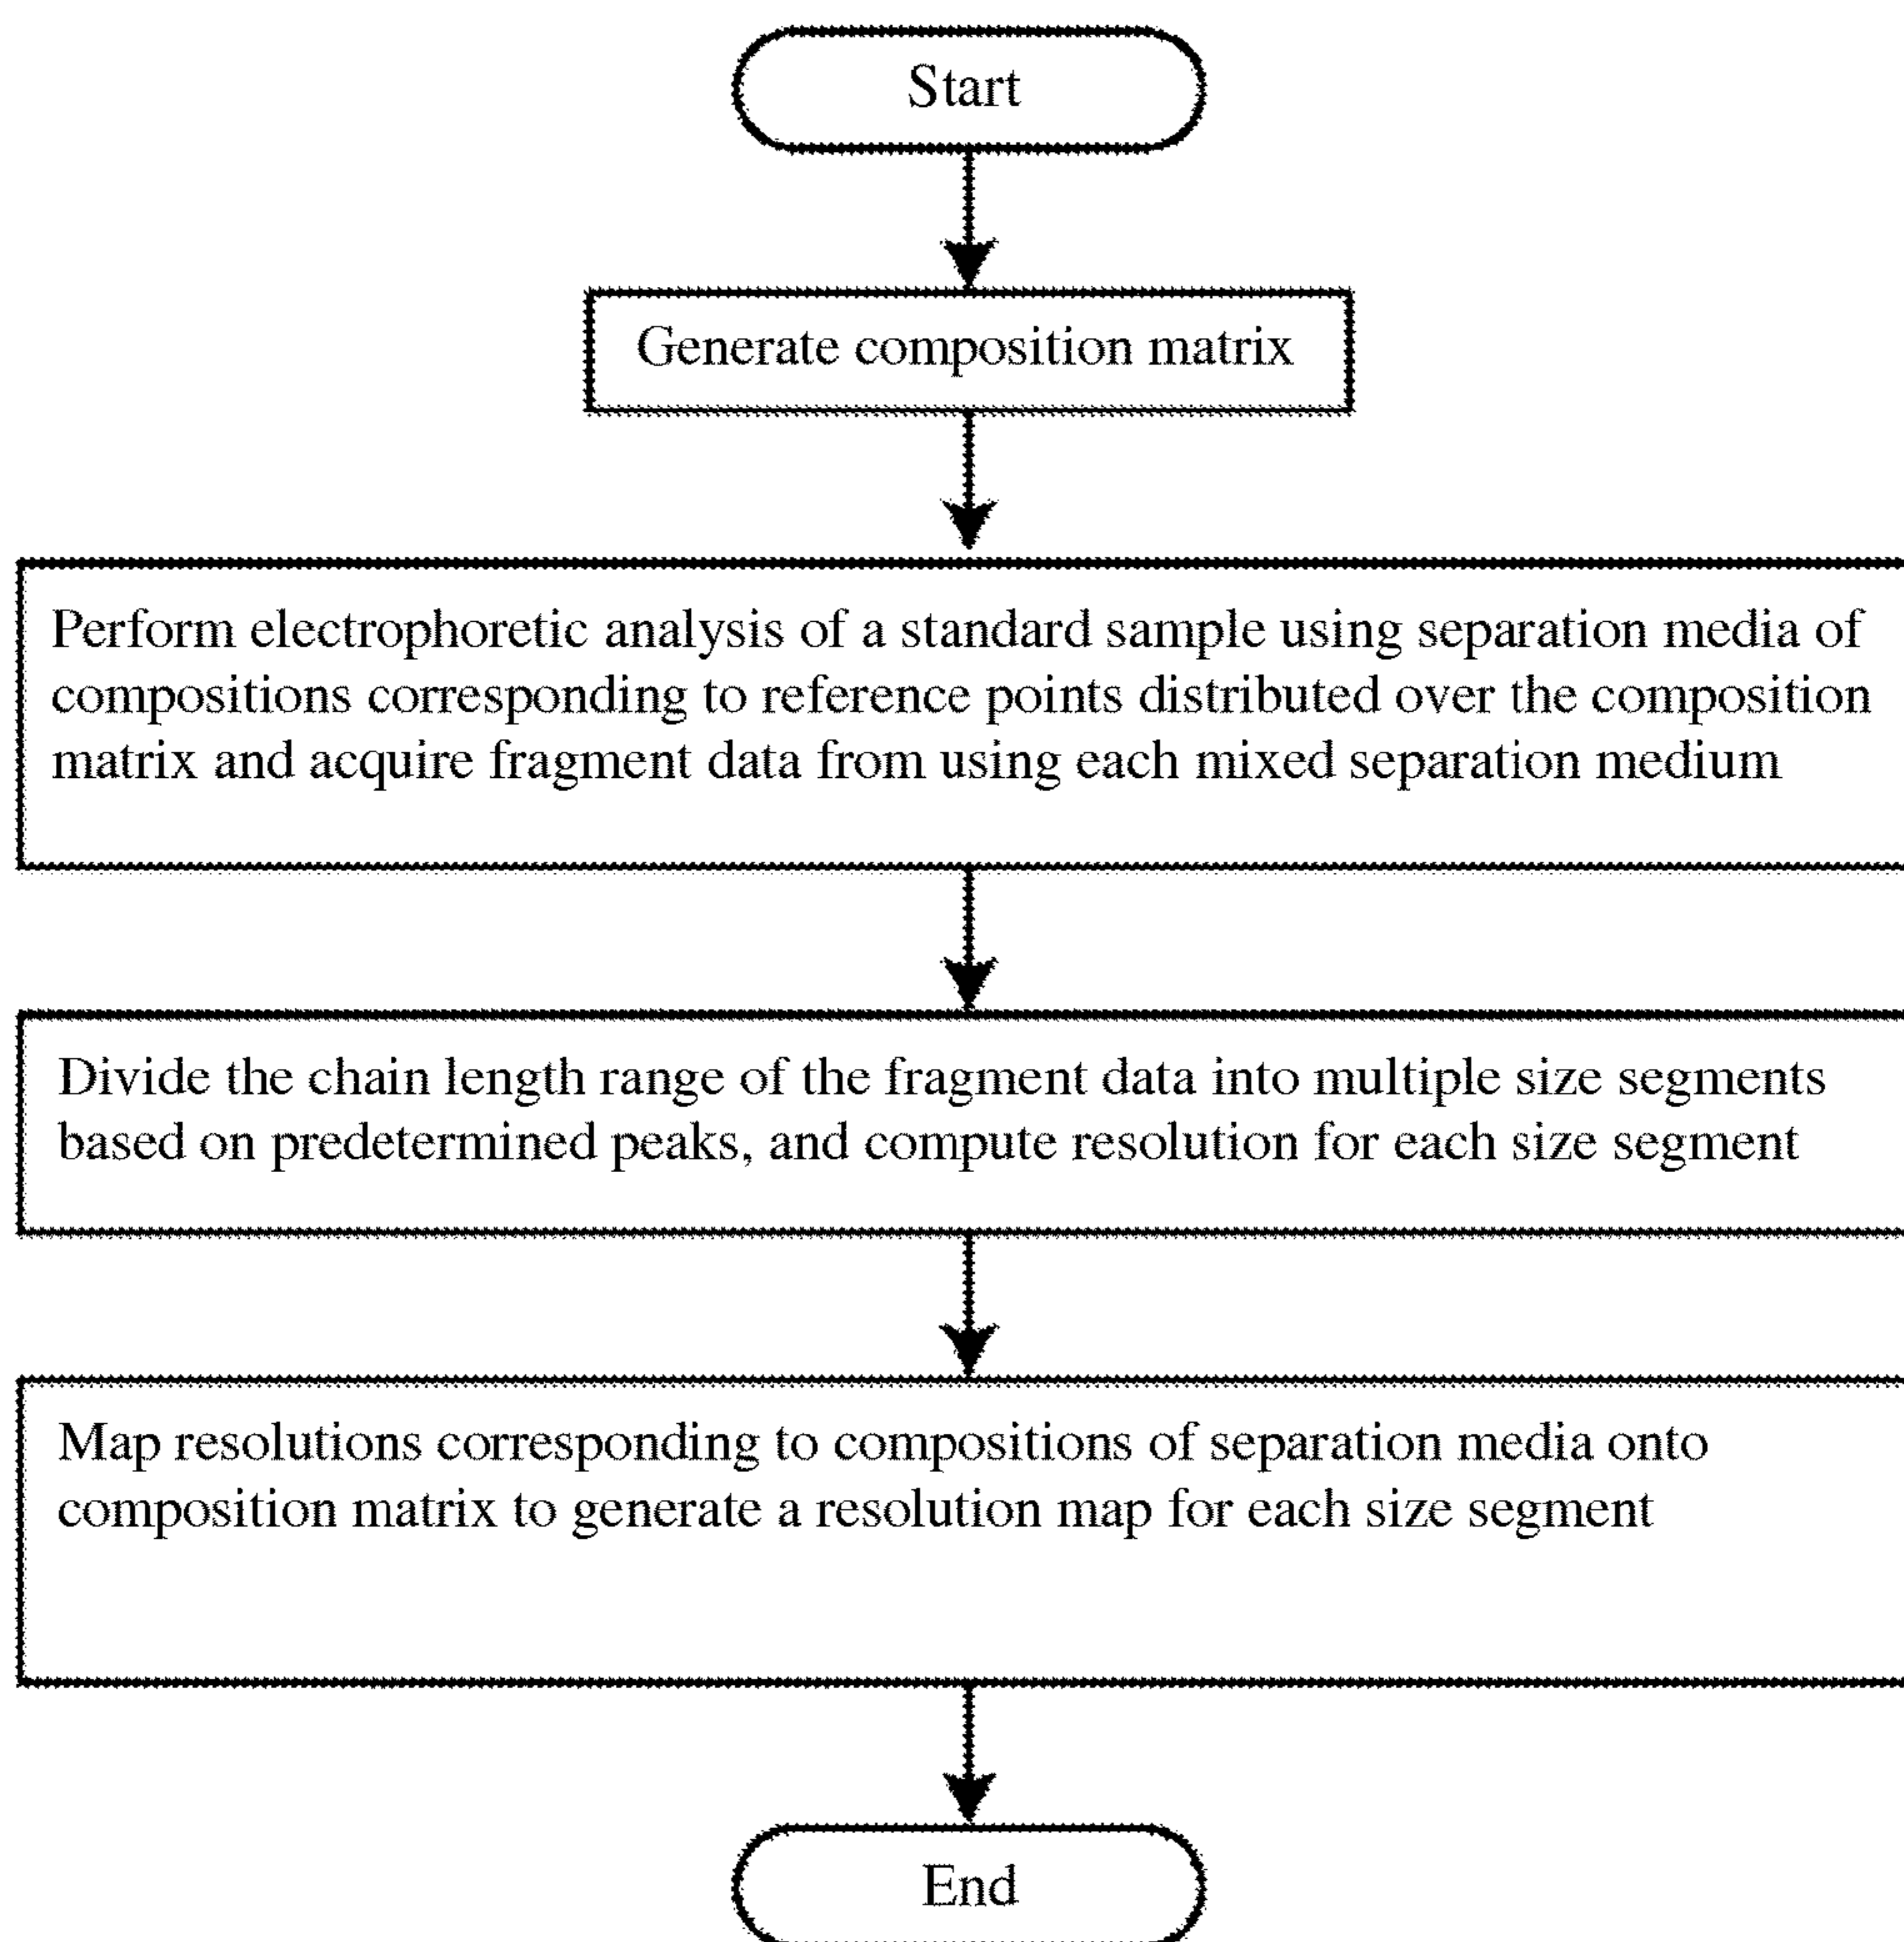 Start
Generate composition matrix
Perform electrophoretic analysis of a standard sample using separation media of
compositions corresponding to reference points distributed over the composition
matrix and acquire fragment data from using each mixed separation medium
Divide the chain length range of the fragment data into multiple size segments
based on predetermined peaks, and compute resolution for each size segment
Map resolutions corresponding to compositions of separation media onto
composition matrix to generate a resolution map for each size segment
End